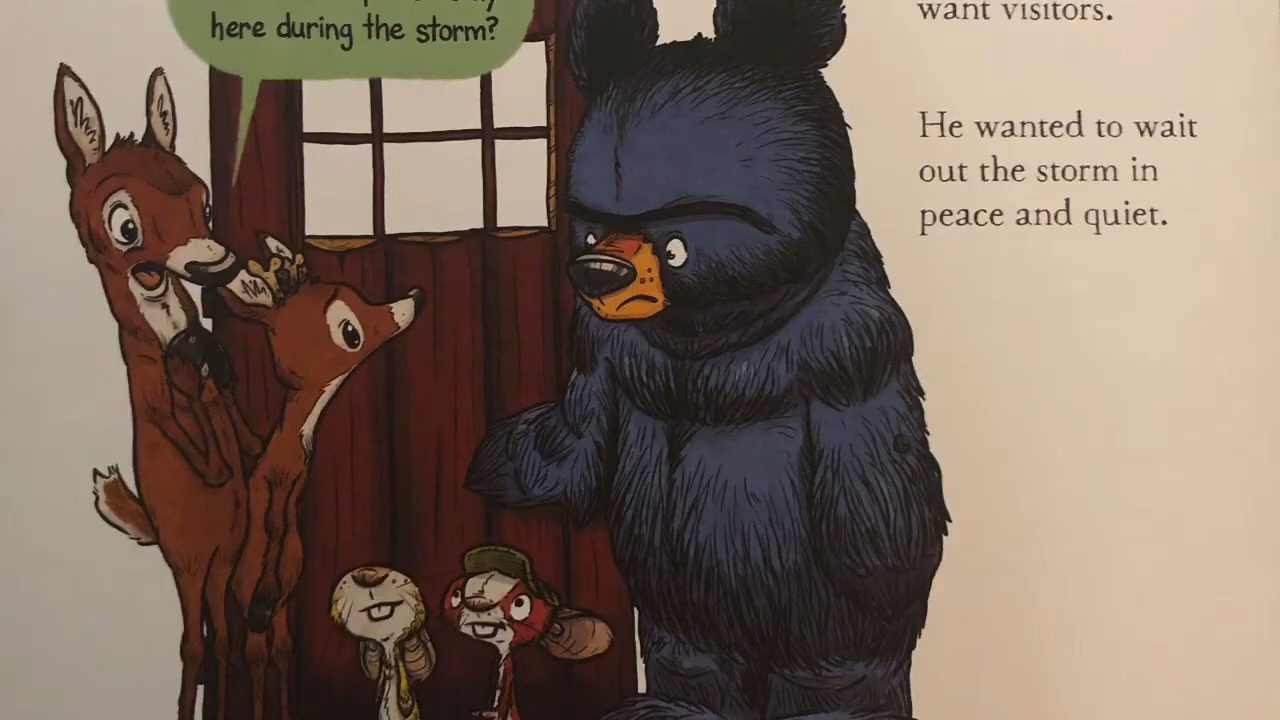 here during the storm?
want visitors.
He wanted to wait
out the storm in
peace and quiet.